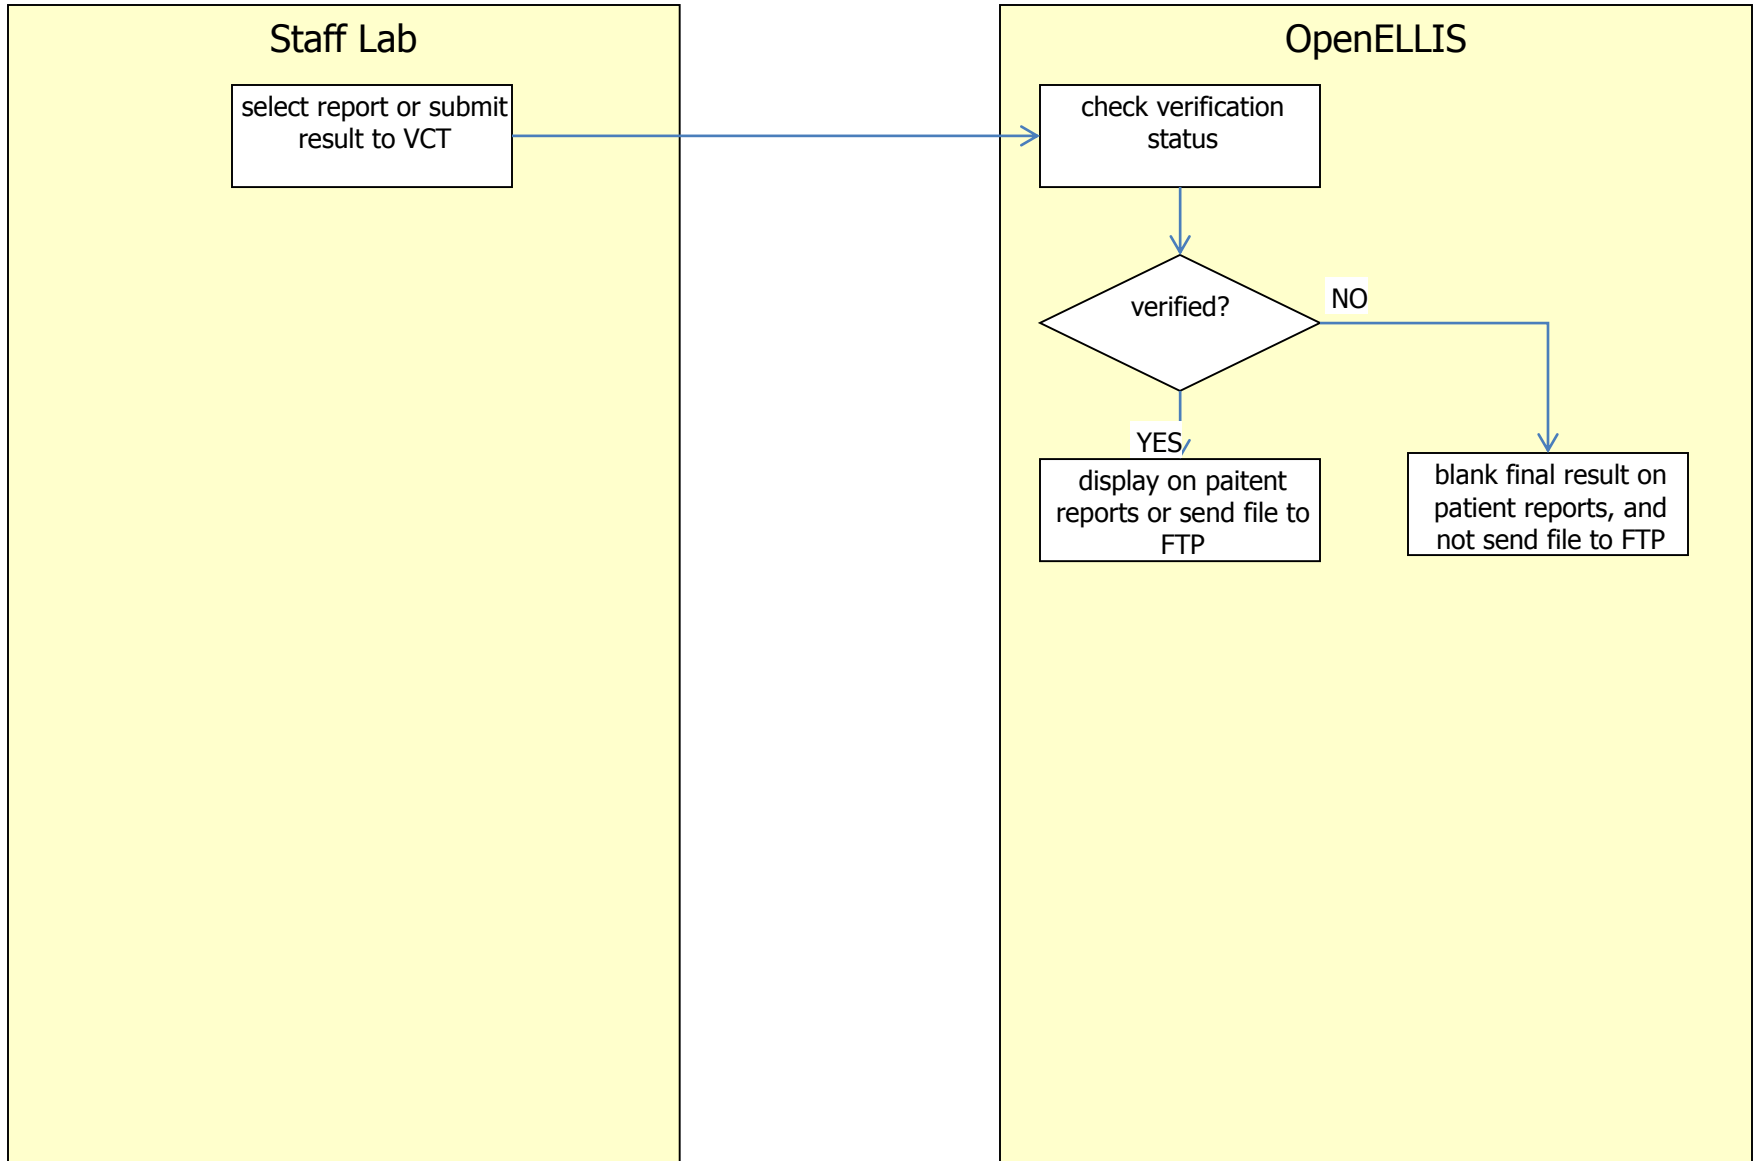 Staff Lab
select report or submit
result to VCT
OpenELLIS
check verification
status
verified?
NO
YES
display on paitent
reports or send file to
FTP
blank final result on
patient reports, and
not send file to FTP